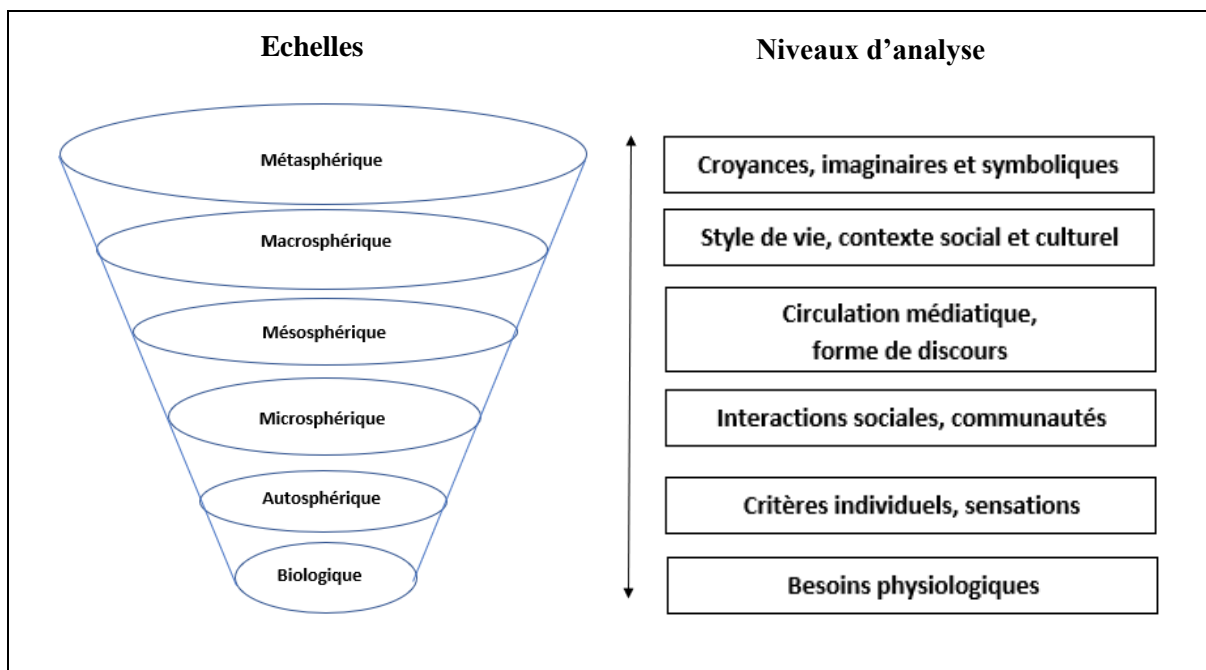 Echelles
Niveaux d’analyse
Métasphérique
Croyances, imaginaires et symboliques
Macrosphérique
Style de vie, contexte social et culturel
Mésosphérique
Circulation médiatique,
forme de discours
Microsphérique
Interactions sociales, communautés
Autosphérique
Critères individuels, sensations
Biologique
Besoins physiologiques